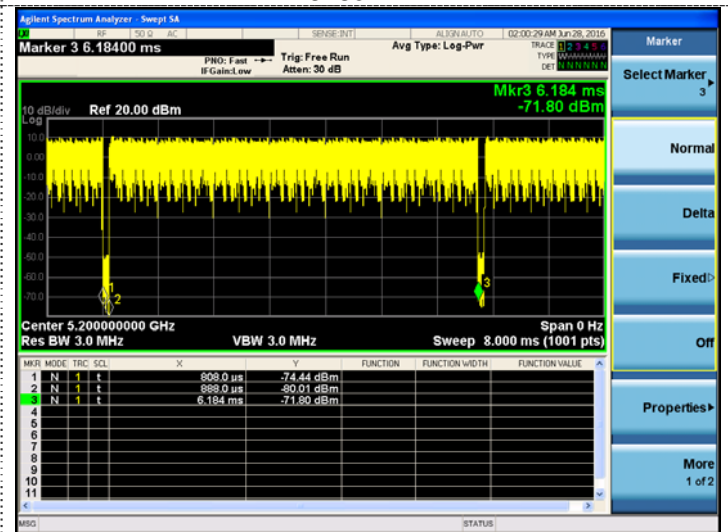 Agilent Spectrum Analyzer - Swept SA
RF 50 Ω AC SENSE:INT ALIGN AUTO 02:00:29 AM Jun 28, 2016
Marker 3 6.18400 ms
PNO: Fast Trig: Free Run Avg Type: Log-Pwr TRACE 1 2 3 4 5 6
IFGain:Low Atten: 30 dB TYPE
DET N N N N N N
Mkr3 6.184 ms
-71.80 dBm
10 dB/div Ref 20.00 dBm
Log
10.0
0.00
-10.0
-20.0
-30.0
-40.0
-50.0
-60.0
-70.0
1
2
3
Center 5.200000000 GHz Span 0 Hz
Res BW 3.0 MHz VBW 3.0 MHz Sweep 8.000 ms (1001 pts)
MKR MODE TRC SCL X Y FUNCTION FUNCTION WIDTH FUNCTION VALUE
1 N 1 t 808.0 µs -74.44 dBm
2 N 1 t 888.0 µs -80.01 dBm
3 N 1 t 6.184 ms -71.80 dBm
4
5
6
7
8
9
10
11
MSG STATUS
Marker
Select Marker
3
Normal
Delta
Fixed
Off
Properties
More
1 of 2